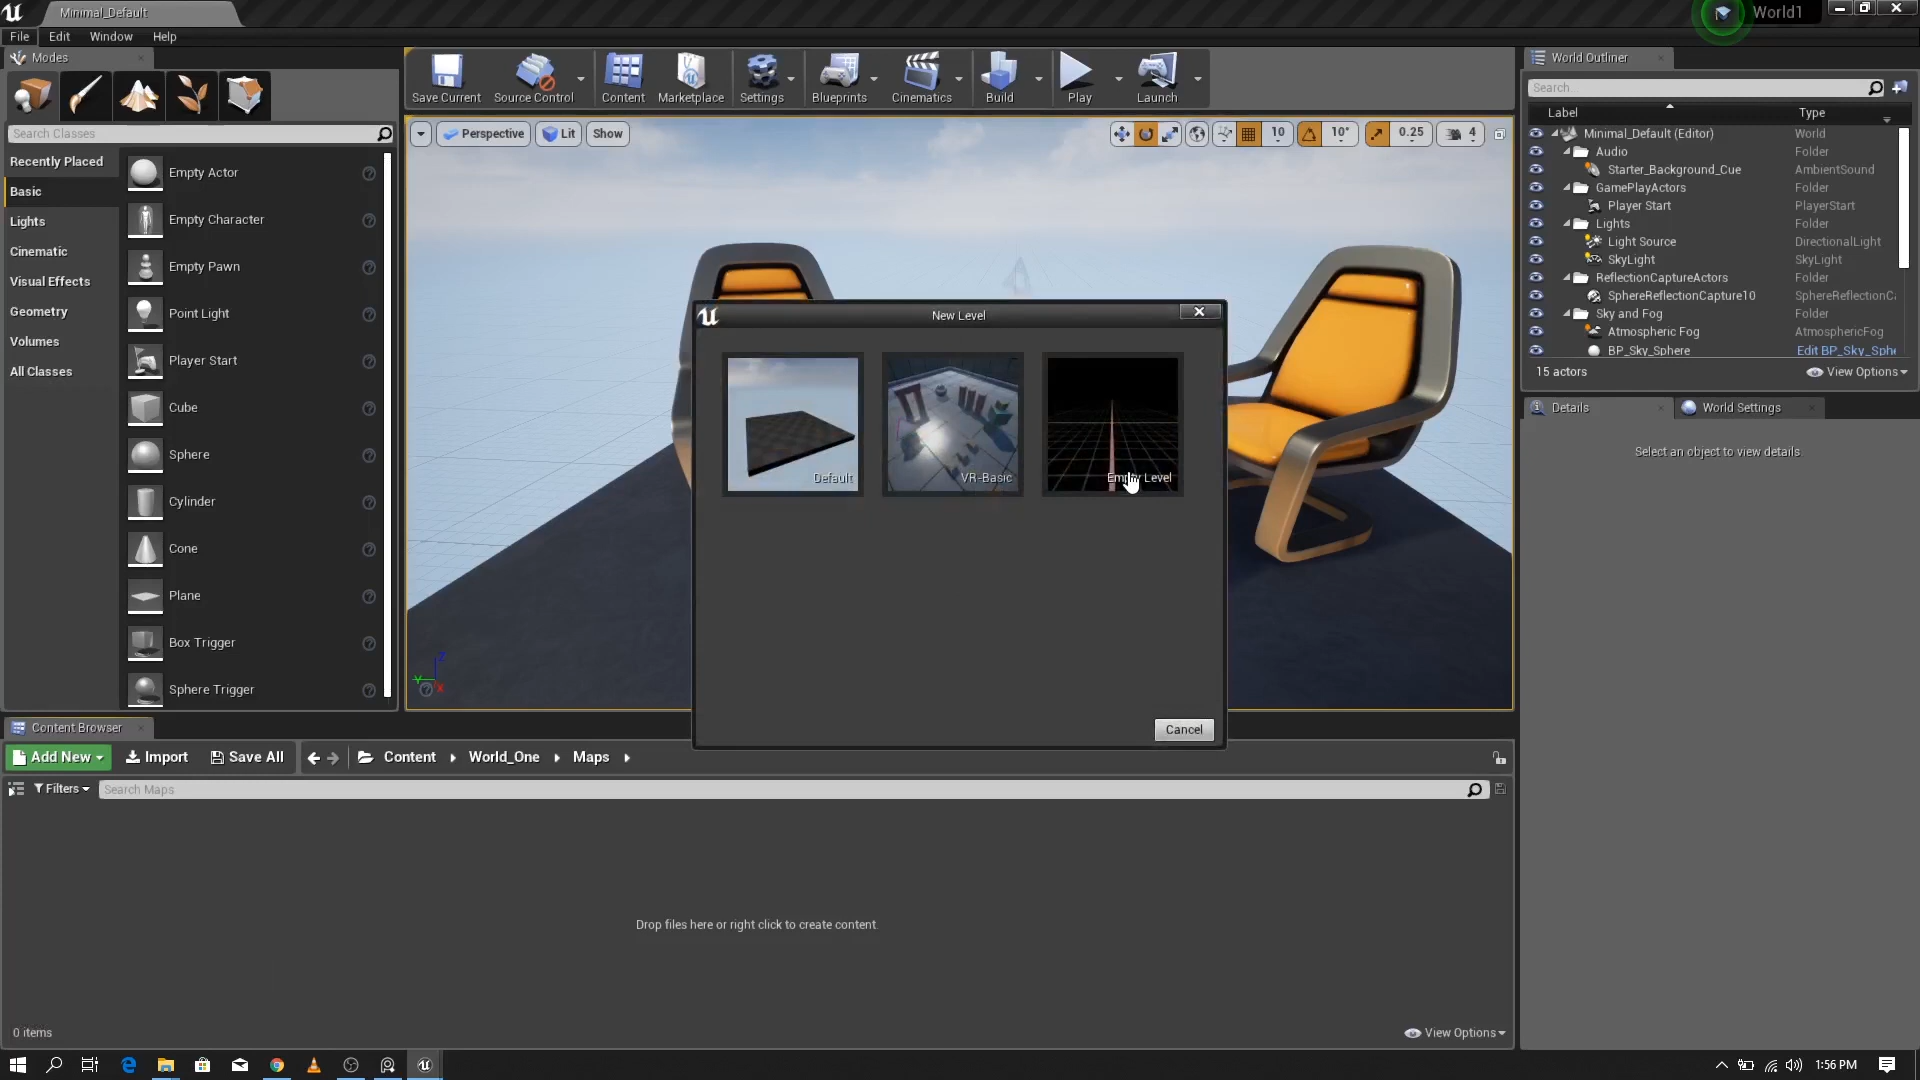 Minimal_Default
World1
File Edit Window Help
Modes
Search Classes
Recently Placed
Basic
Lights
Cinematic
Visual Effects
Geometry
Volumes
All Classes
Empty Actor
Empty Character
Empty Pawn
Point Light
Player Start
Cube
Sphere
Cylinder
Cone
Plane
Box Trigger
Sphere Trigger
Save Current Source Control Content Marketplace Settings Blueprints Cinematics Build Play Launch
Perspective Lit Show 10 10° 0.25 4
New Level
Default VR-Basic Empty Level
Cancel
Z
Y
X
World Outliner
Search...
Label Type
Minimal_Default (Editor) World
Audio Folder
Starter_Background_Cue AmbientSound
GamePlayActors Folder
Player Start PlayerStart
Lights Folder
Light Source DirectionalLight
SkyLight SkyLight
ReflectionCaptureActors Folder
SphereReflectionCapture10 SphereReflectionCa
Sky and Fog Folder
Atmospheric Fog AtmosphericFog
BP_Sky_Sphere Edit BP_Sky_Sphe
15 actors View Options
Details World Settings
Select an object to view details.
Content Browser
Add New Import Save All Content World_One Maps
Filters Search Maps
Drop files here or right click to create content.
0 items View Options
1:56 PM